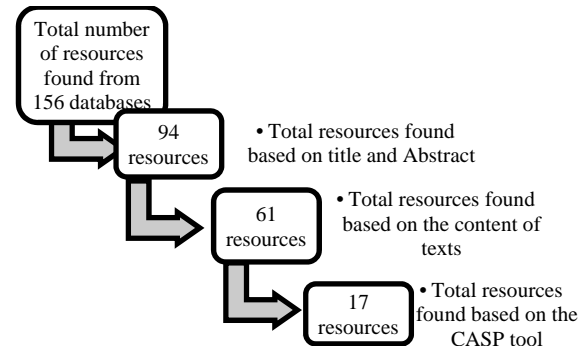 Total number
of resources
found from
156 databases
94
resources
• Total resources found
based on title and Abstract
61
resources
• Total resources found
based on the content of
texts
17
resources
• Total resources
found based on the
CASP tool